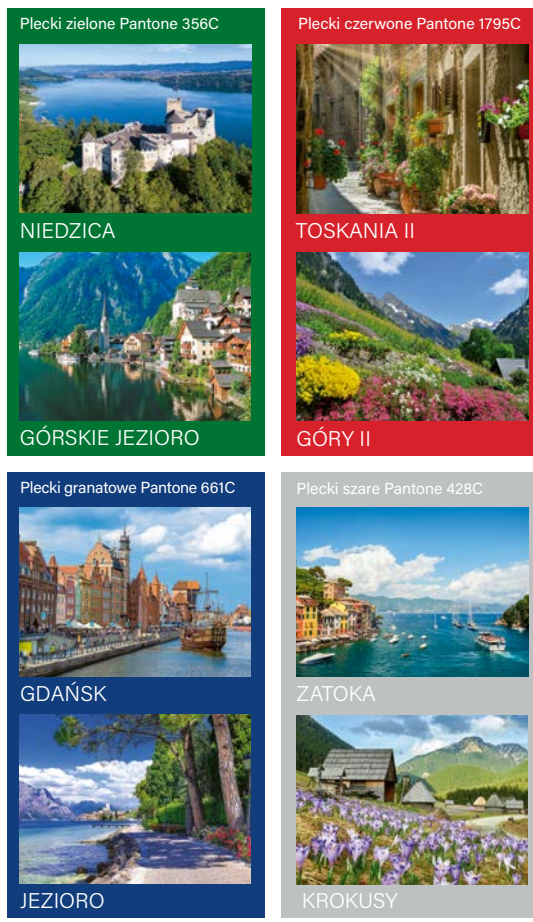 Plecki zielone Pantone 356C
NIEDZICA
GÓRSKIE JEZIORO
Plecki czerwone Pantone 1795C
TOSKANIA II
GÓRY II
Plecki granatowe Pantone 661C
GDAŃSK
JEZIORO
Plecki szare Pantone 428C
ZATOKA
KROKUSY